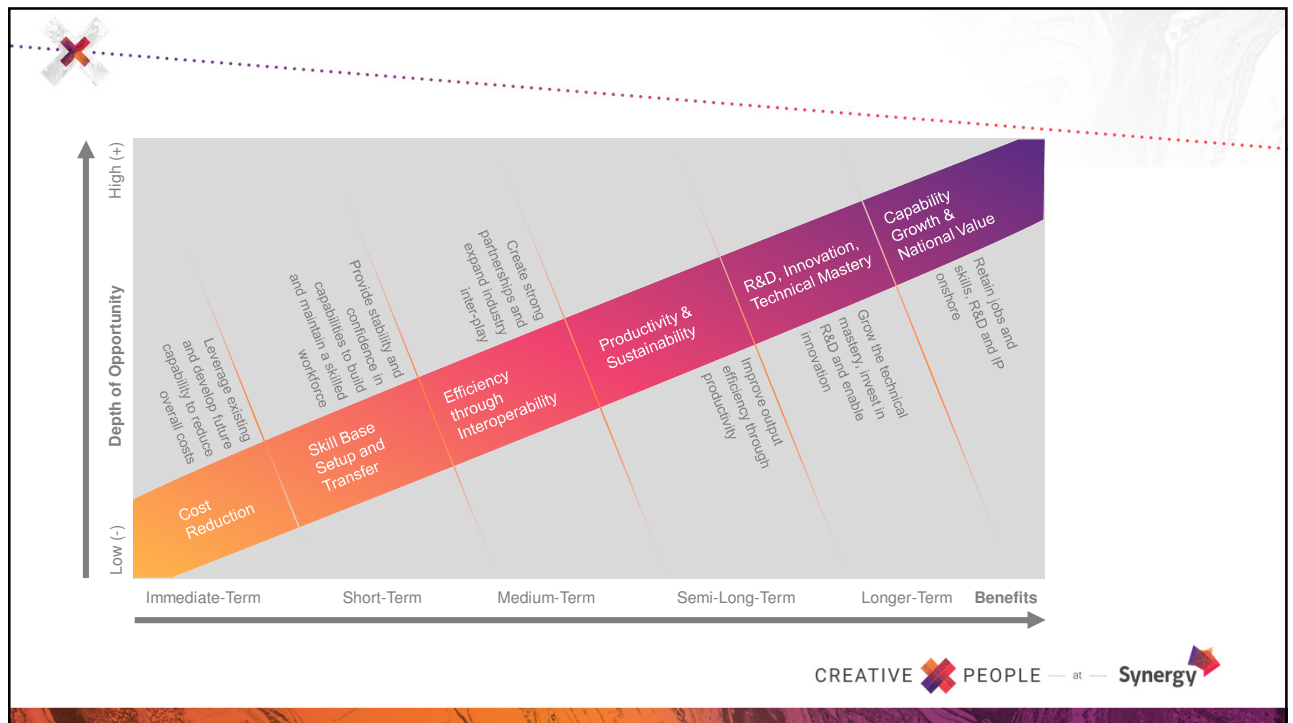 High (+)
Depth of Opportunity
Low (-)
Leverage existing
and develop future
capability to reduce
overall costs
Provide stability and
confidence in
capabilities to build
and maintain a skilled
workforce
Create strong
partnerships and
expand industry
inter-play
Cost
Reduction
Skill Base
Setup and
Transfer
Efficiency
through
Interoperability
Productivity &
Sustainability
R&D, Innovation,
Technical Mastery
Capability
Growth &
National Value
Improve output
efficiency through
productivity
Grow the technical
mastery, invest in
R&D and enable
innovation
Retain jobs and
skills, R&D and IP
onshore
Immediate-Term
Short-Term
Medium-Term
Semi-Long-Term
Longer-Term
Benefits
CREATIVE PEOPLE — at — Synergy